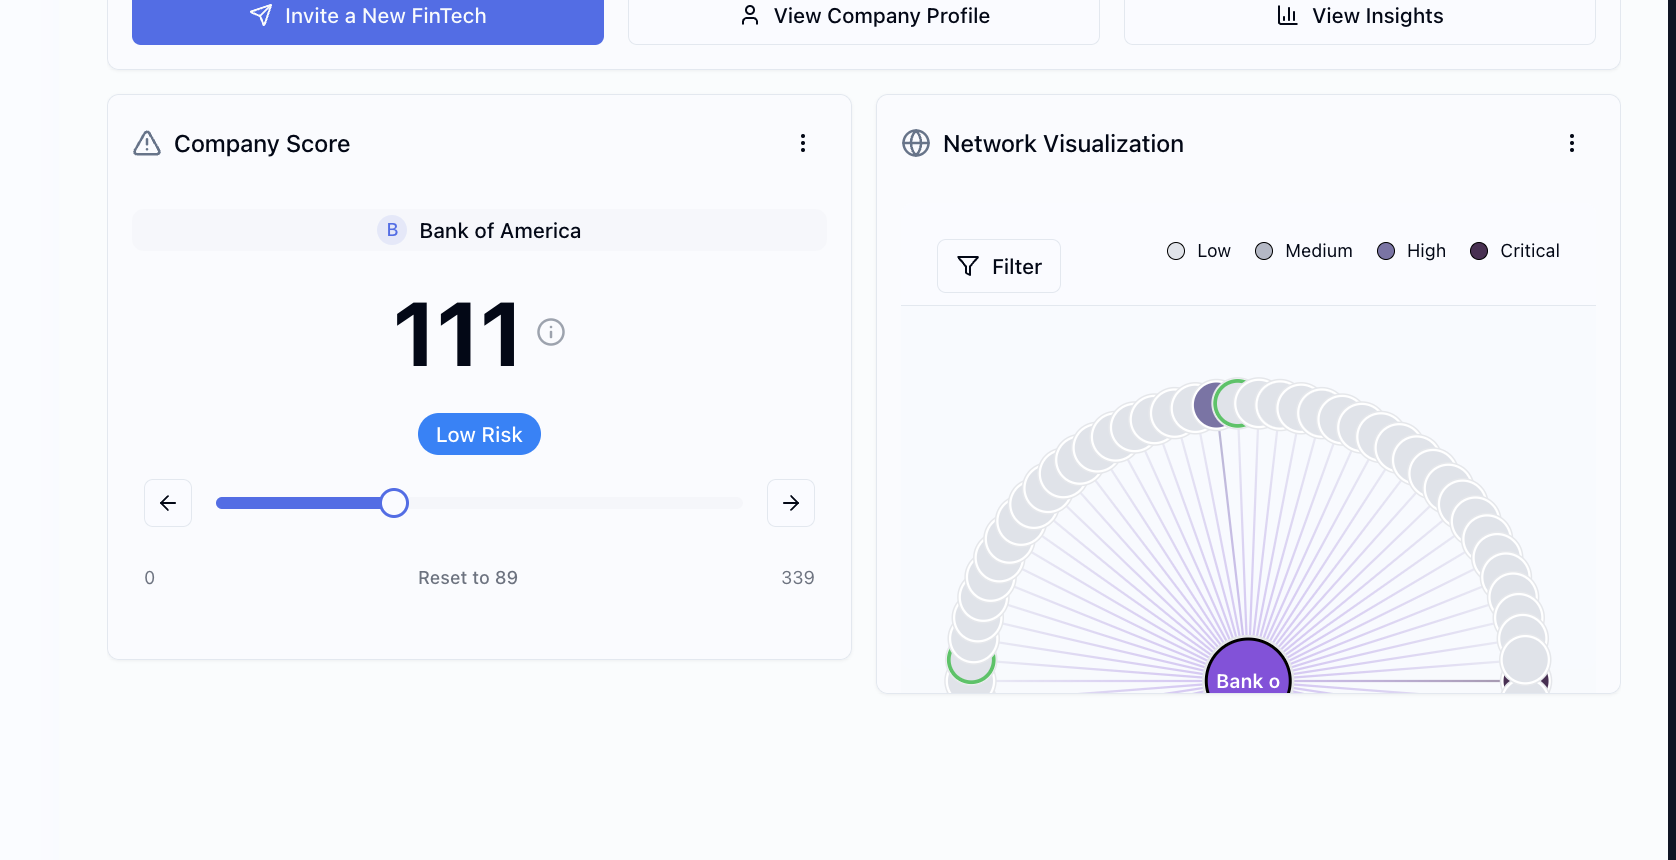 Invite a New FinTech
View Company Profile
View Insights
Company Score
B Bank of America
111
Low Risk
0
Reset to 89
339
Network Visualization
Filter
Low
Medium
High
Critical
Bank o